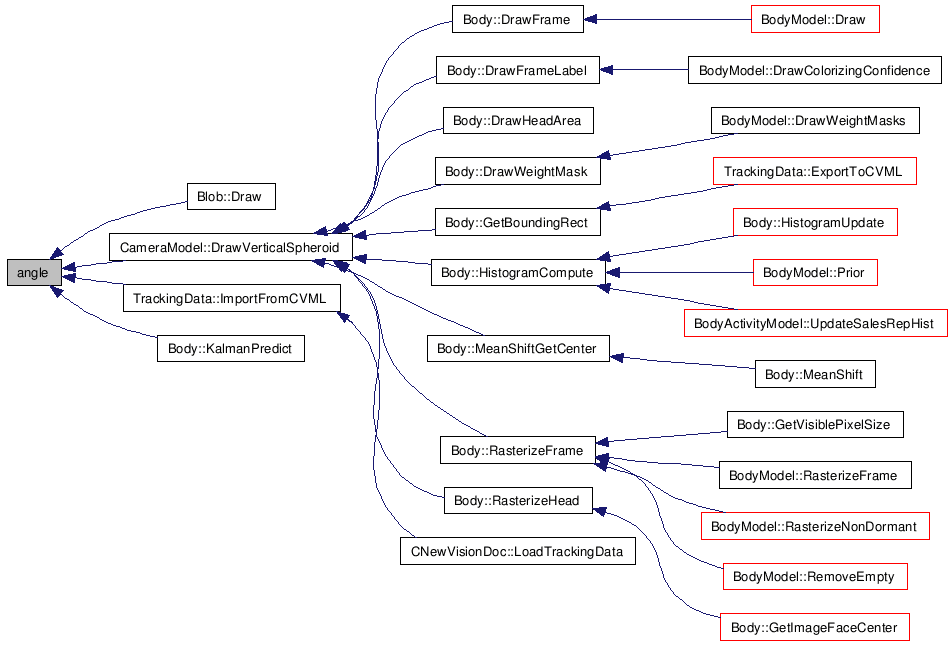 Body::DrawFrame
BodyModel::Draw
Body::DrawFrameLabel
BodyModel::DrawColorizingConfidence
Body::DrawHeadArea
BodyModel::DrawWeightMasks
Body::DrawWeightMask
TrackingData::ExportToCVML
Blob::Draw
Body::GetBoundingRect
Body::HistogramUpdate
CameraModel::DrawVerticalSpheroid
angle
Body::HistogramCompute
BodyModel::Prior
TrackingData::ImportFromCVML
BodyActivityModel::UpdateSalesRepHist
Body::KalmanPredict
Body::MeanShiftGetCenter
Body::MeanShift
Body::GetVisiblePixelSize
Body::RasterizeFrame
BodyModel::RasterizeFrame
Body::RasterizeHead
BodyModel::RasterizeNonDormant
CNewVisionDoc::LoadTrackingData
BodyModel::RemoveEmpty
Body::GetImageFaceCenter